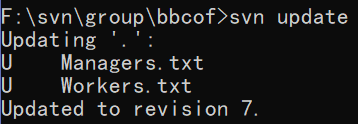 F:\svn\group\bbcof>svn update
Updating '.':
U    Managers.txt
U    Workers.txt
Updated to revision 7.